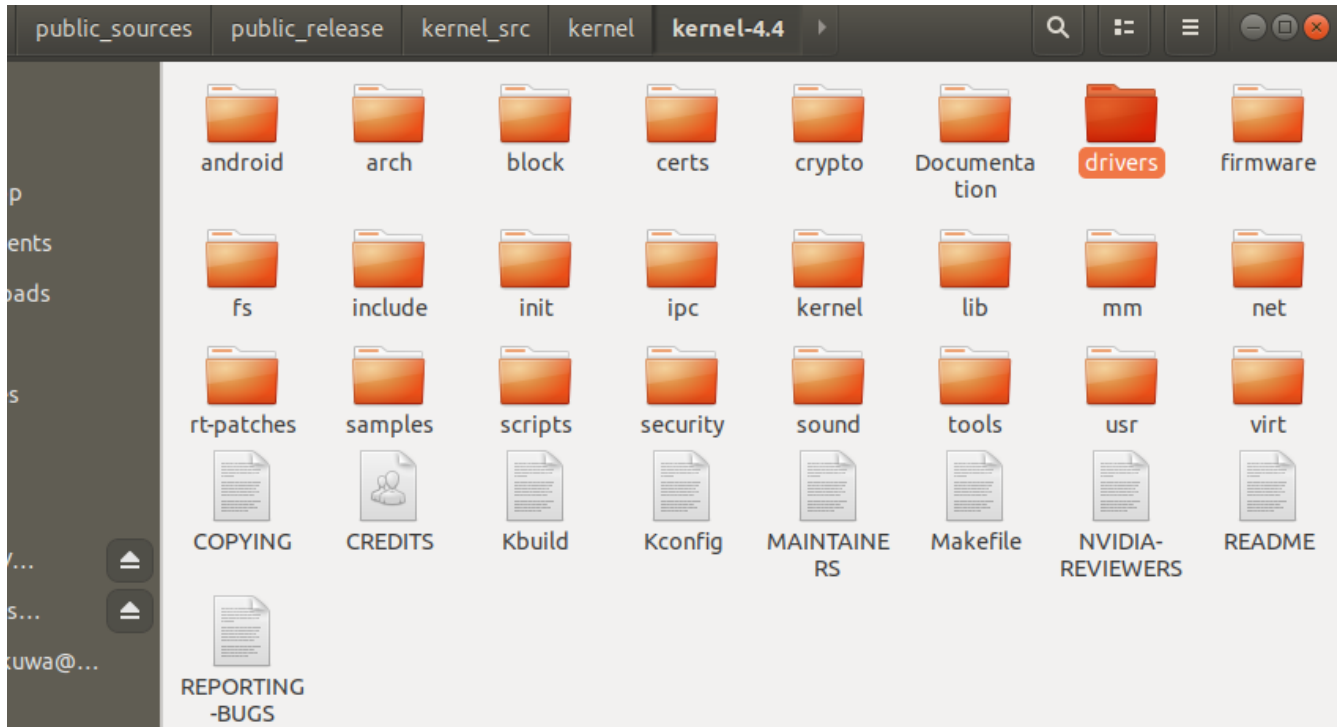 public_sources public_release kernel_src kernel kernel-4.4
android arch block certs crypto Documenta drivers firmware
tion
p
ents
fs include init ipc kernel lib mm net
oads
s
rt-patches samples scripts security sound tools usr virt
COPYING CREDITS Kbuild Kconfig MAINTAINE Makefile NVIDIA- README
RS REVIEWERS
s...
kuwa@...
REPORTING
-BUGS